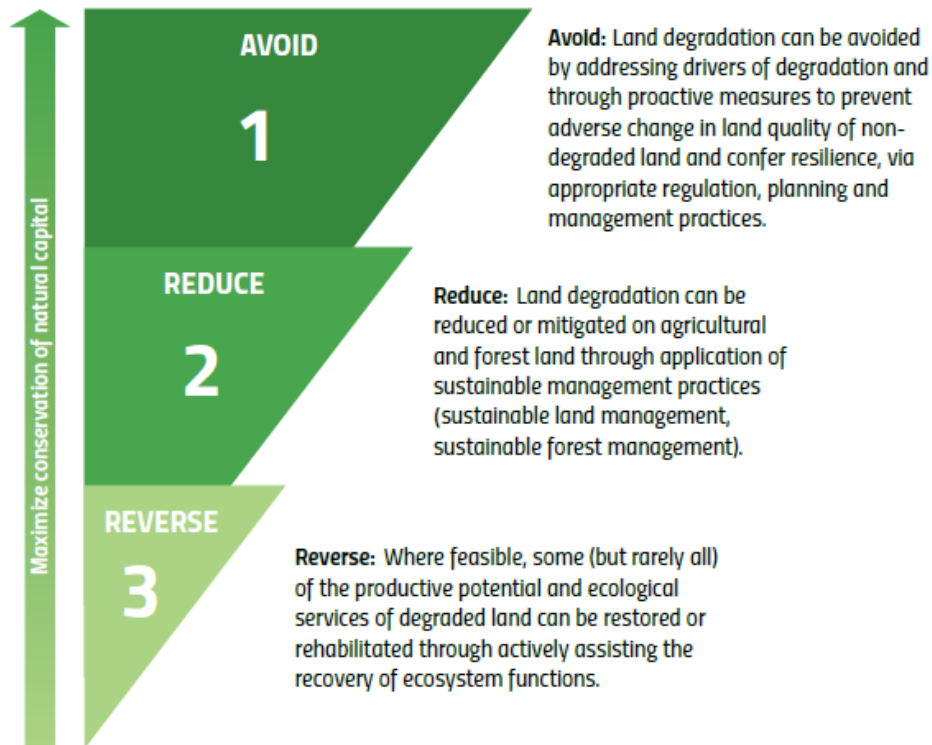 Maximize conservation of natural capital
AVOID
1
Avoid: Land degradation can be avoided
by addressing drivers of degradation and
through proactive measures to prevent
adverse change in land quality of non-
degraded land and confer resilience, via
appropriate regulation, planning and
management practices.
REDUCE
2
Reduce: Land degradation can be
reduced or mitigated on agricultural
and forest land through application of
sustainable management practices
(sustainable land management,
sustainable forest management).
REVERSE
3
Reverse: Where feasible, some (but rarely all)
of the productive potential and ecological
services of degraded land can be restored or
rehabilitated through actively assisting the
recovery of ecosystem functions.